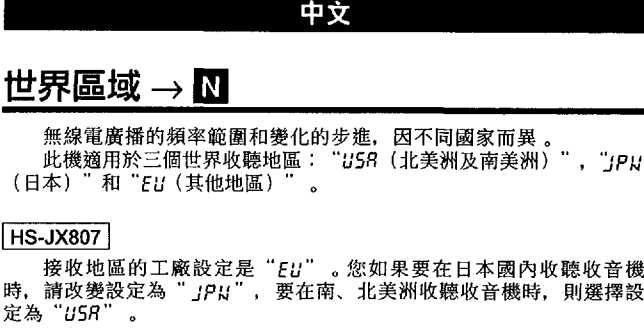 中文
世界區域 → N
無線電廣播的頻率範圍和變化的步進，因不同國家而異。
此機適用於三個世界收聽地區：“USA（北美洲及南美洲）”，“JPN
（日本）”和“EU（其他地區）”。
HS-JX807
接收地區的工廠設定是“EU”。您如果要在日本國內收聽收音機
時，請改變設定為“JPN”，要在南、北美洲收聽收音機時，則選擇設
定為“USA”。